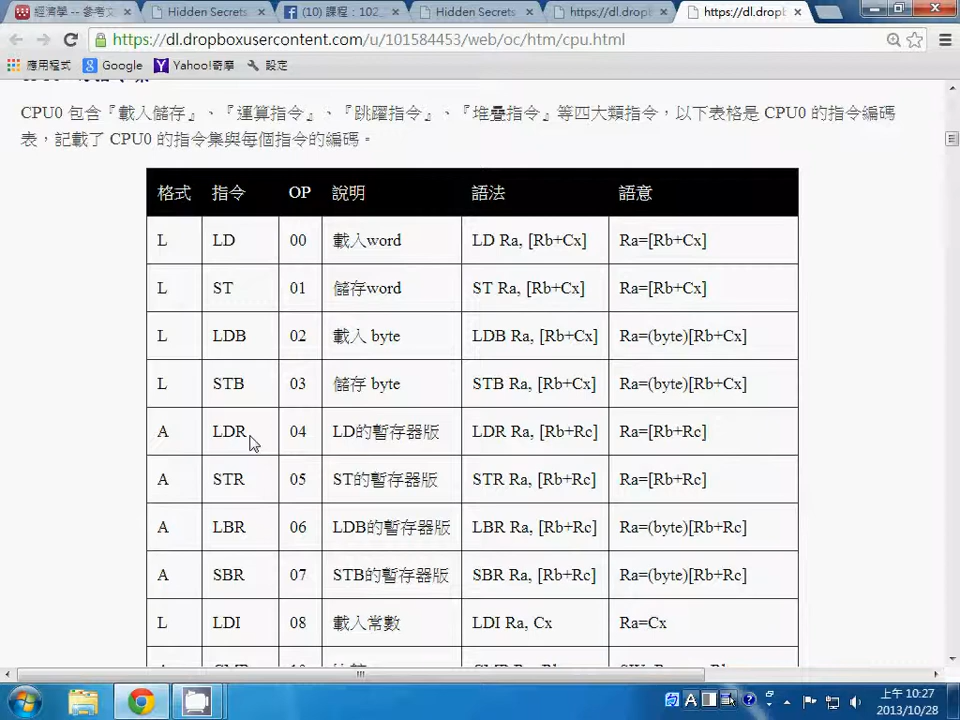 經濟學 -- 參考文
Hidden Secrets
(10) 課程：102_
Hidden Secrets
https://dl.dropb
https://dl.drop
https://dl.dropboxusercontent.com/u/101584453/web/oc/htm/cpu.html
應用程式 Google Yahoo!奇摩 設定
CPU0 包含『載入儲存』、『運算指令』、『跳躍指令』、『堆疊指令』等四大類指令，以下表格是 CPU0 的指令編碼
表，記載了 CPU0 的指令集與每個指令的編碼。
格式 指令 OP 說明 語法 語意
L LD 00 載入word LD Ra, [Rb+Cx] Ra=[Rb+Cx]
L ST 01 儲存word ST Ra, [Rb+Cx] Ra=[Rb+Cx]
L LDB 02 載入 byte LDB Ra, [Rb+Cx] Ra=(byte)[Rb+Cx]
L STB 03 儲存 byte STB Ra, [Rb+Cx] Ra=(byte)[Rb+Cx]
A LDR 04 LD的暫存器版 LDR Ra, [Rb+Rc] Ra=[Rb+Rc]
A STR 05 ST的暫存器版 STR Ra, [Rb+Rc] Ra=[Rb+Rc]
A LBR 06 LDB的暫存器版 LBR Ra, [Rb+Rc] Ra=(byte)[Rb+Rc]
A SBR 07 STB的暫存器版 SBR Ra, [Rb+Rc] Ra=(byte)[Rb+Rc]
L LDI 08 載入常數 LDI Ra, Cx Ra=Cx
A
上午 10:27
2013/10/28